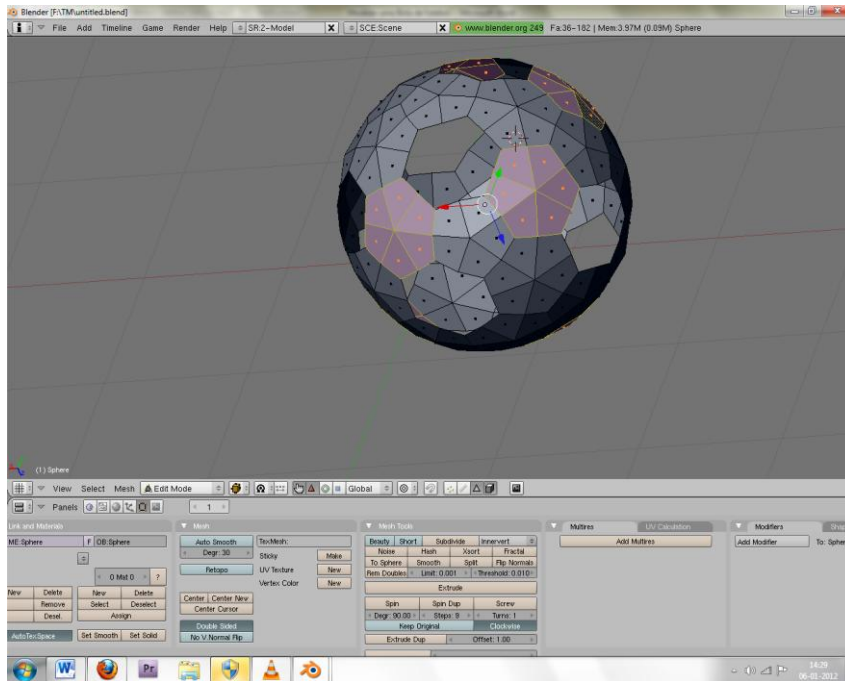 Blender [F:\TM\untitled.blend]
File Add Timeline Game Render Help SR:2-Model X SCE:Scene X www.blender.org 249 Fa:36-182 | Mem:3.97M (0.09M) Sphere
(1) Sphere
View Select Mesh Edit Mode Global
Panels 1
Link and Materials Mesh Mesh Tools Multires UV Calculation Modifiers
ME:Sphere F OB:Sphere Auto Smooth TexMesh: Beauty Short Subdivide Innervert Add Multires Add Modifier
Degr: 30 Sticky Make Noise Hash Xsort Fractal
0 Mat 0 ? Retopo UV Texture New To Sphere Smooth Split Flip Normals
Vertex Color New Rem Doubles Limit: 0.001 Threshold: 0.010
New Delete New Delete Center Center New Extrude
Remove Select Deselect Center Cursor Spin Spin Dup Screw
Desel. Assign Degr: 90.00 Steps: 9 Turns: 1
AutoTexSpace Set Smooth Set Solid Double Sided Keep Original Clockwise
No V.Normal Flip Extrude Dup Offset: 1.00
W Pr
14:29
06-01-2012